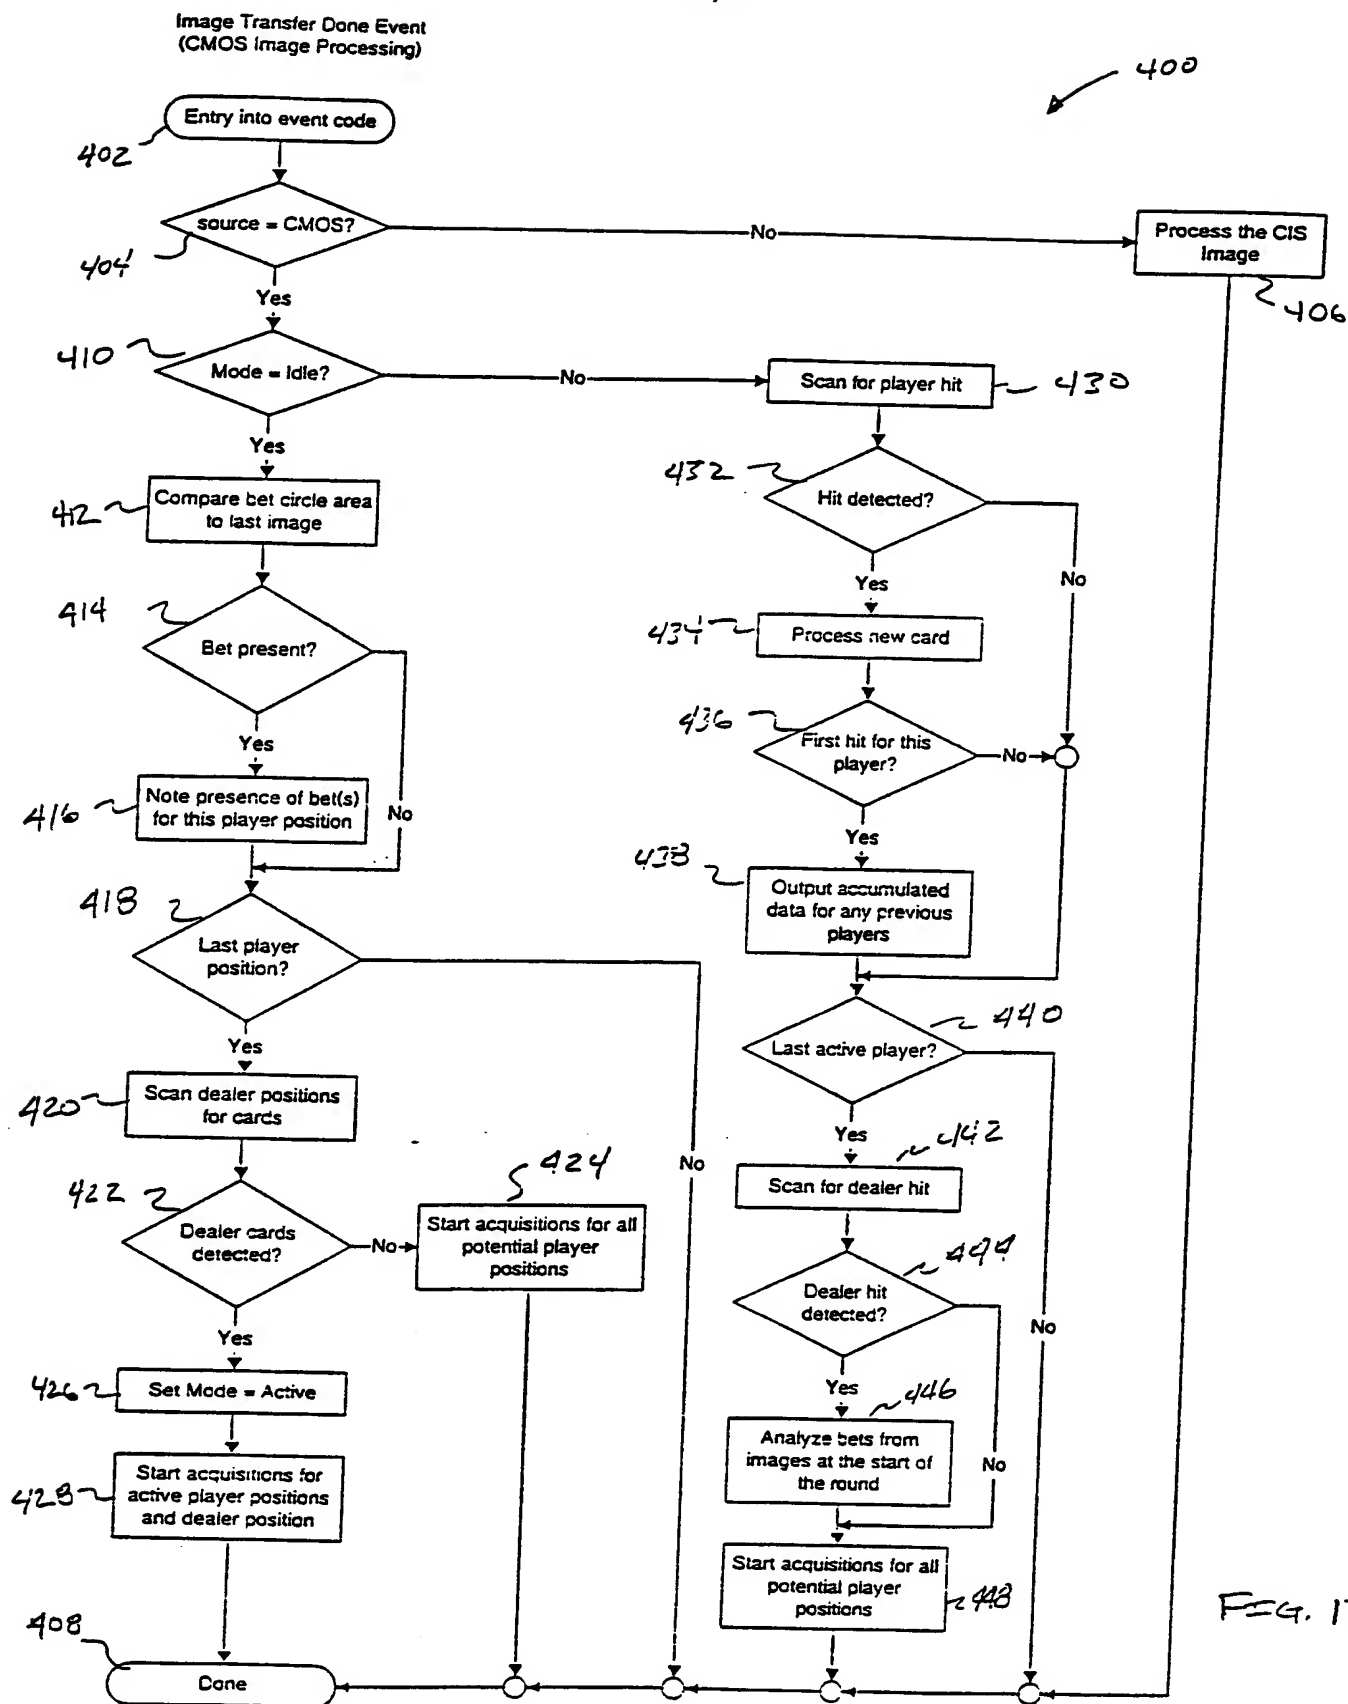 Image Transfer Done Event
(CMOS Image Processing)
400
Entry into event code
402
source = CMOS?
404
No
Process the CIS
Image
406
Yes
410
Mode = Idle?
No
Scan for player hit
430
Yes
412
Compare bet circle area
to last image
432
Hit detected?
No
Yes
414
Bet present?
No
434
Process new card
Yes
416
Note presence of bet(s)
for this player position
436
First hit for this
player?
No
Yes
438
Output accumulated
data for any previous
players
418
Last player
position?
No
440
Last active player?
No
Yes
420
Scan dealer positions
for cards
Yes
442
Scan for dealer hit
422
Dealer cards
detected?
No
424
Start acquisitions for all
potential player
positions
444
Dealer hit
detected?
No
Yes
426
Set Mode = Active
Yes
446
Analyze bets from
images at the start of
the round
428
Start acquisitions for
active player positions
and dealer position
Start acquisitions for all
potential player
positions
448
408
Done
FIG. 1